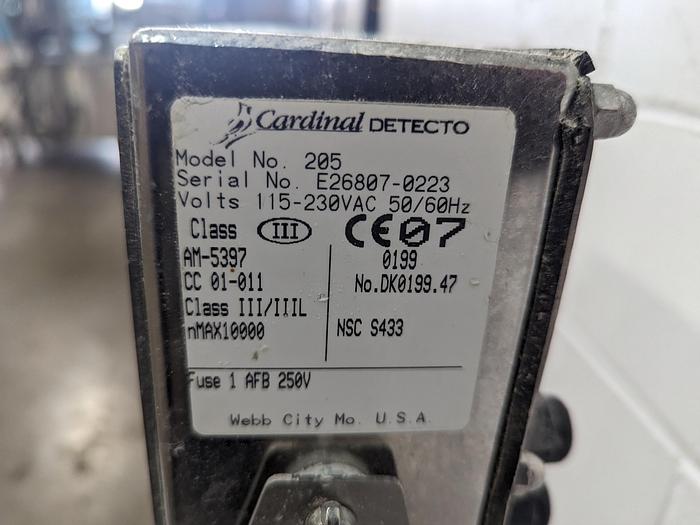 Cardinal DETECTO
Model No. 205
Serial No. E26807-0223
Volts 115-230VAC 50/60Hz
Class III CE07
AM-5397
CC 01-011
Class III/IIIL
nMAX10000
0199
No.DK0199.47
NSC S433
Fuse 1 AFB 250V
Webb City Mo. U.S.A.